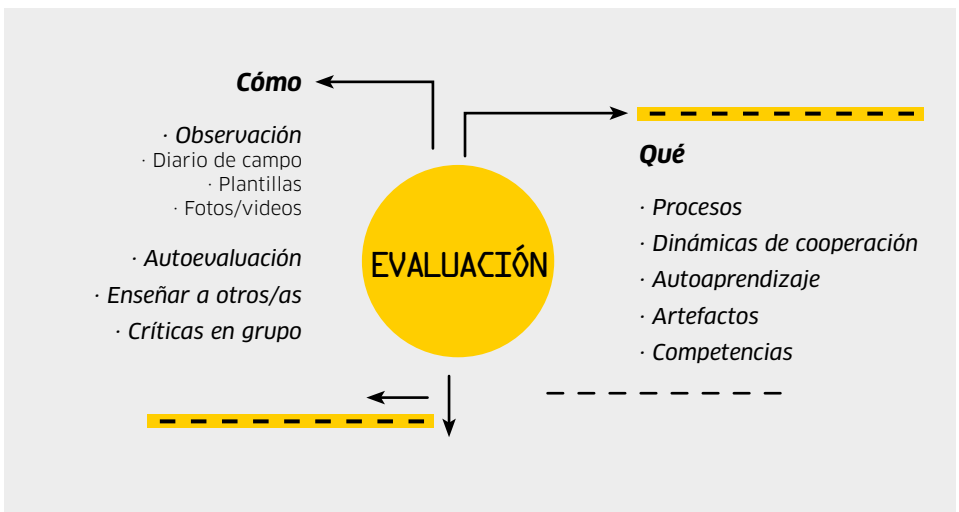 Cómo
· Observación
· Diario de campo
· Plantillas
· Fotos/videos
· Autoevaluación
· Enseñar a otros/as
· Críticas en grupo
EVALUACIÓN
Qué
· Procesos
· Dinámicas de cooperación
· Autoaprendizaje
· Artefactos
· Competencias